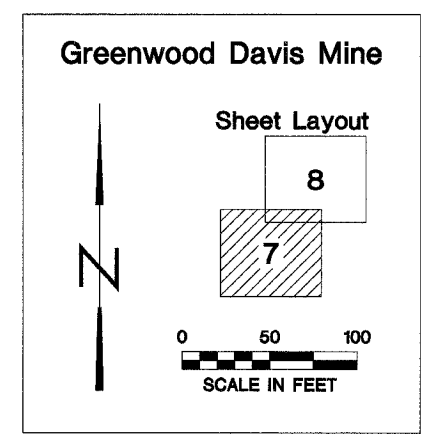 Greenwood Davis Mine
Sheet Layout
8
7
N
0 50 100
SCALE IN FEET